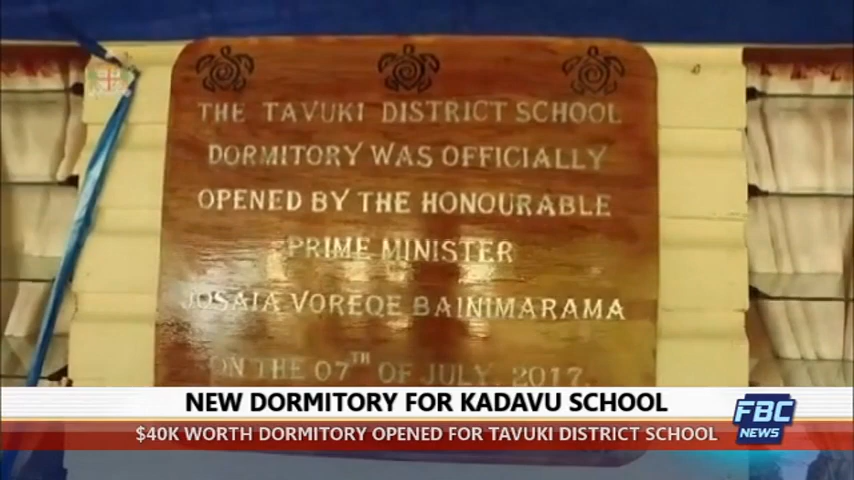 THE TAVUKI DISTRICT SCHOOL
DORMITORY WAS OFFICIALLY
OPENED BY THE HONOURABLE
PRIME MINISTER
JOSAIA VOREQE BAINIMARAMA
ON THE 07TH OF JULY, 2017.
NEW DORMITORY FOR KADAVU SCHOOL
$40K WORTH DORMITORY OPENED FOR TAVUKI DISTRICT SCHOOL
FBC
NEWS